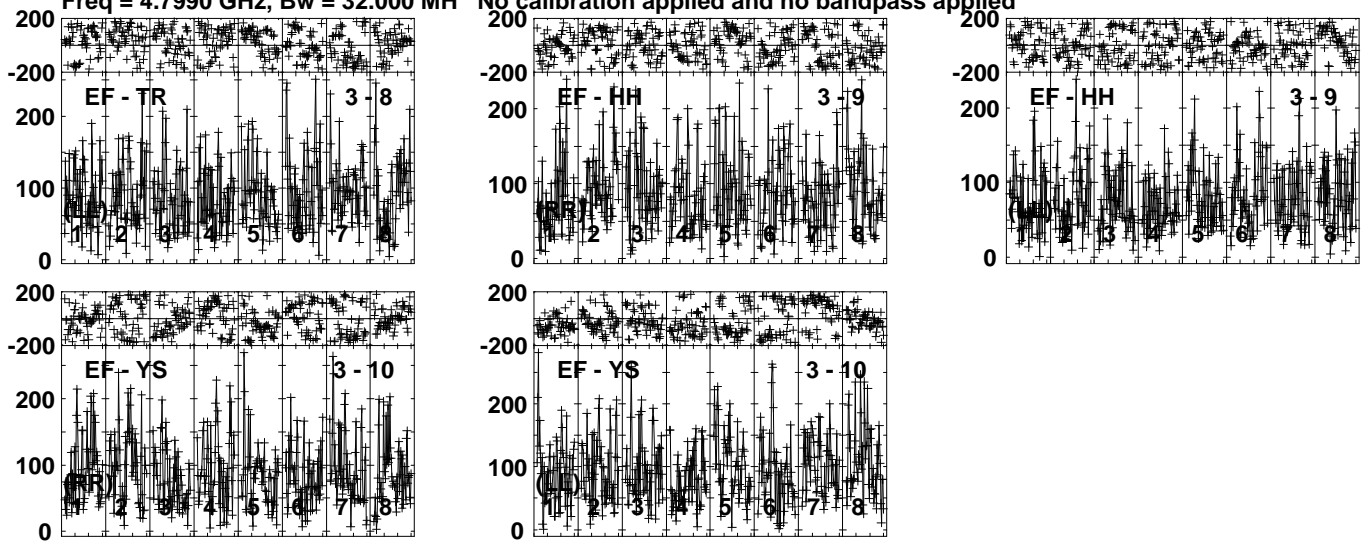 Freq = 4.7990 GHz, Bw = 32.000 MH No calibration applied and no bandpass applied
200
-200
EF - TR 3 - 8
200
100
(LL)
1 2 3 4 5 6 7 8
0
200
-200
EF - HH 3 - 9
200
100
(RR)
1 2 3 4 5 6 7 8
0
200
-200
EF - HH 3 - 9
200
100
(LL)
1 2 3 4 5 6 7 8
0
200
-200
EF - YS 3 - 10
200
100
(RR)
1 2 3 4 5 6 7 8
0
200
-200
EF - YS 3 - 10
200
100
(LL)
1 2 3 4 5 6 7 8
0